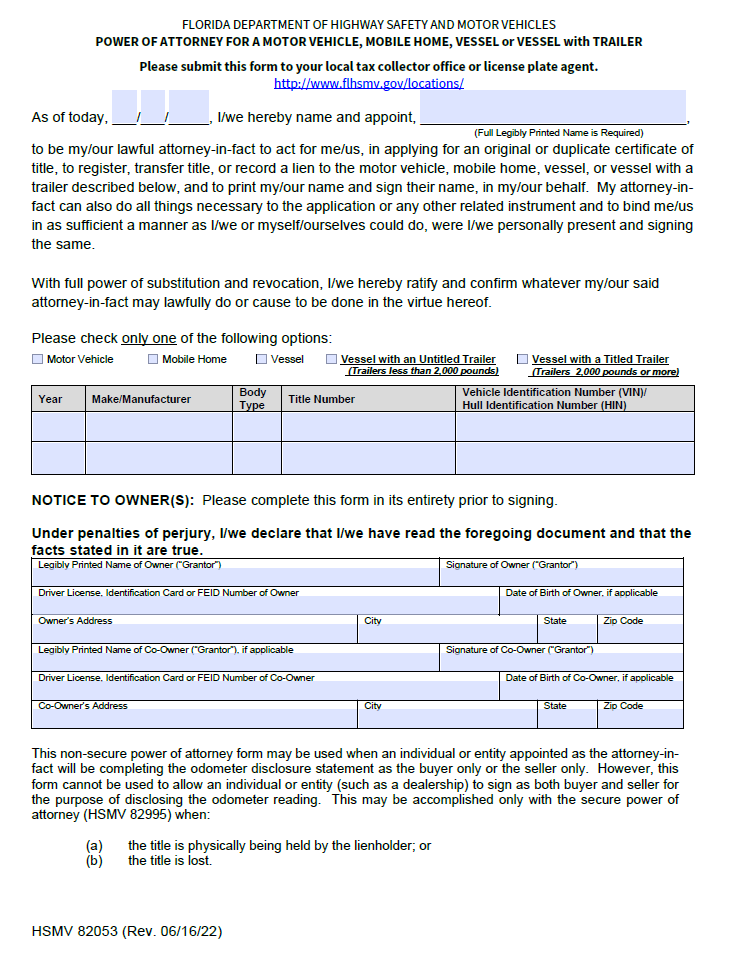 FLORIDA DEPARTMENT OF HIGHWAY SAFETY AND MOTOR VEHICLES
POWER OF ATTORNEY FOR A MOTOR VEHICLE, MOBILE HOME, VESSEL or VESSEL with TRAILER
Please submit this form to your local tax collector office or license plate agent.
http://www.flhsmv.gov/locations/
As of today, ___/___/_____, I/we hereby name and appoint, ______________________________,
(Full Legibly Printed Name is Required)
to be my/our lawful attorney-in-fact to act for me/us, in applying for an original or duplicate certificate of
title, to register, transfer title, or record a lien to the motor vehicle, mobile home, vessel, or vessel with a
trailer described below, and to print my/our name and sign their name, in my/our behalf. My attorney-in-
fact can also do all things necessary to the application or any other related instrument and to bind me/us
in as sufficient a manner as I/we or myself/ourselves could do, were I/we personally present and signing
the same.
With full power of substitution and revocation, I/we hereby ratify and confirm whatever my/our said
attorney-in-fact may lawfully do or cause to be done in the virtue hereof.
Please check only one of the following options:
Motor Vehicle Mobile Home Vessel Vessel with an Untitled Trailer Vessel with a Titled Trailer
(Trailers less than 2,000 pounds) (Trailers 2,000 pounds or more)
Year Make/Manufacturer Body Type Title Number Vehicle Identification Number (VIN)/
Hull Identification Number (HIN)
NOTICE TO OWNER(S): Please complete this form in its entirety prior to signing.
Under penalties of perjury, I/we declare that I/we have read the foregoing document and that the
facts stated in it are true.
Legibly Printed Name of Owner ("Grantor") Signature of Owner ("Grantor")
Driver License, Identification Card or FEID Number of Owner Date of Birth of Owner, if applicable
Owner's Address City State Zip Code
Legibly Printed Name of Co-Owner ("Grantor"), if applicable Signature of Co-Owner ("Grantor")
Driver License, Identification Card or FEID Number of Co-Owner Date of Birth of Co-Owner, if applicable
Co-Owner's Address City State Zip Code
This non-secure power of attorney form may be used when an individual or entity appointed as the attorney-in-
fact will be completing the odometer disclosure statement as the buyer only or the seller only. However, this
form cannot be used to allow an individual or entity (such as a dealership) to sign as both buyer and seller for
the purpose of disclosing the odometer reading. This may be accomplished only with the secure power of
attorney (HSMV 82995) when:
(a) the title is physically being held by the lienholder; or
(b) the title is lost.
HSMV 82053 (Rev. 06/16/22)